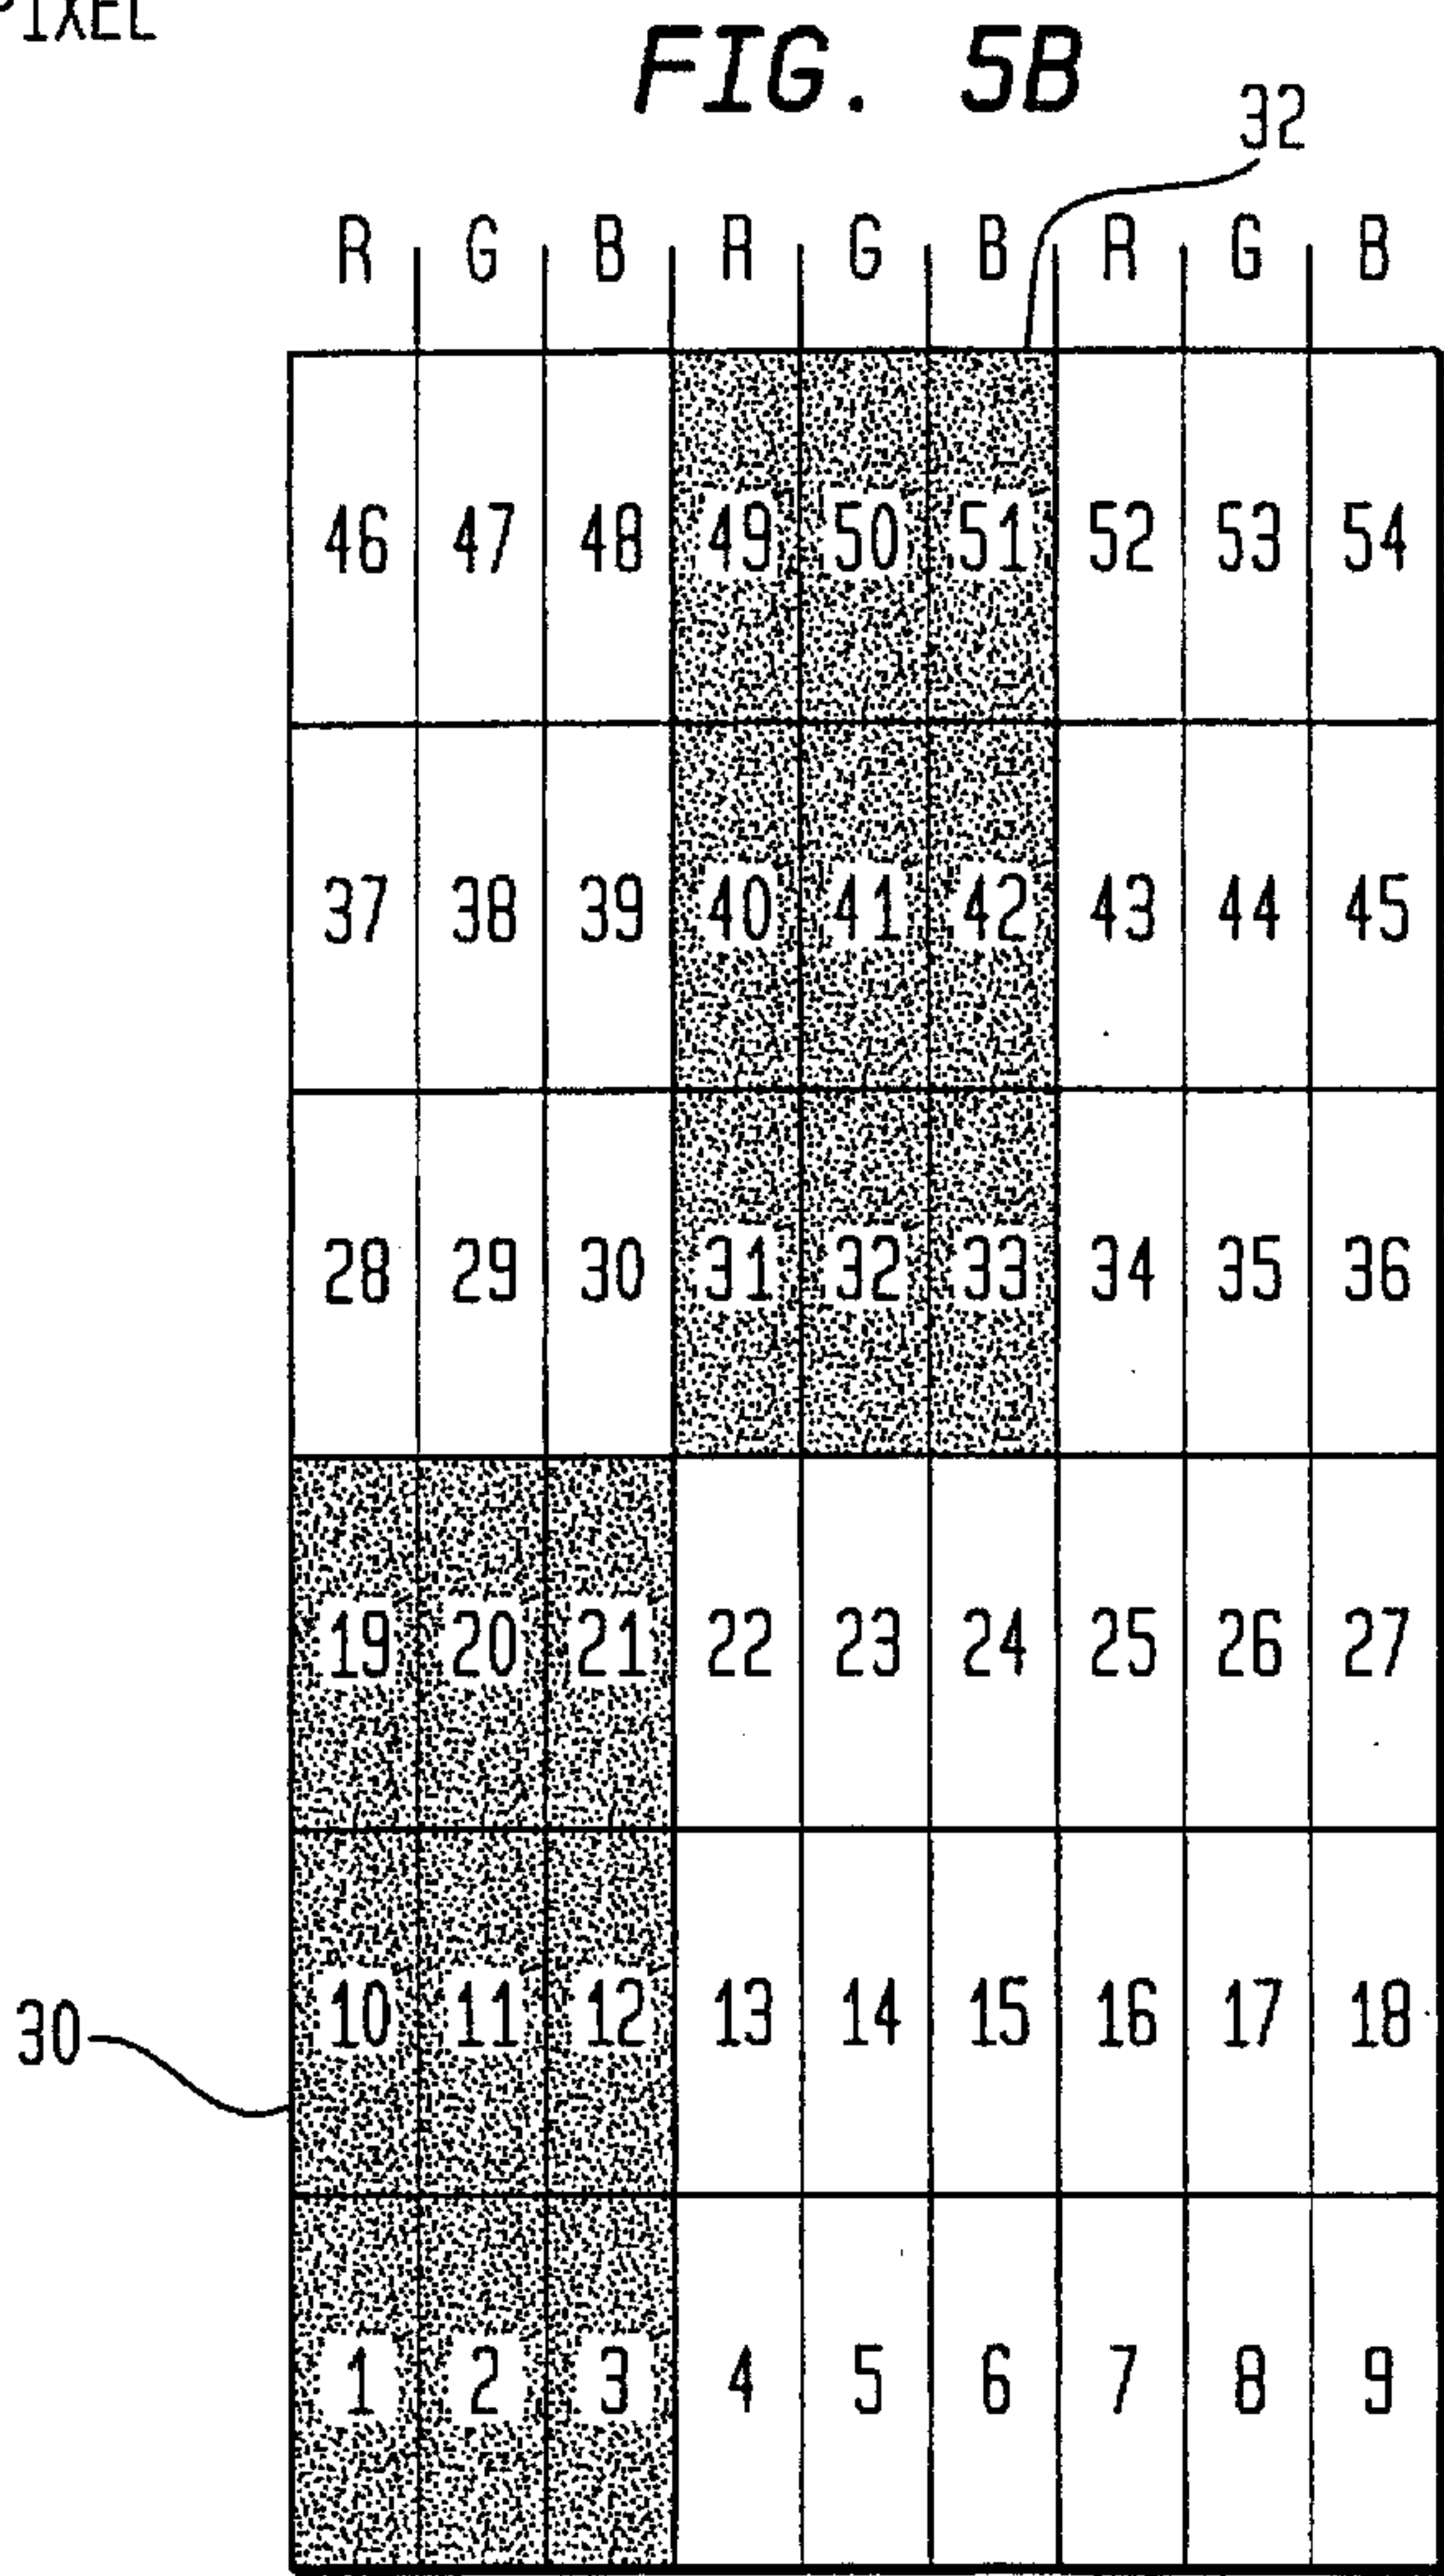 PIXEL
FIG. 5B
32
R G B R G B R G B
46 47 48 49 50 51 52 53 54
37 38 39 40 41 42 43 44 45
28 29 30 31 32 33 34 35 36
19 20 21 22 23 24 25 26 27
10 11 12 13 14 15 16 17 18
30
1 2 3 4 5 6 7 8 9